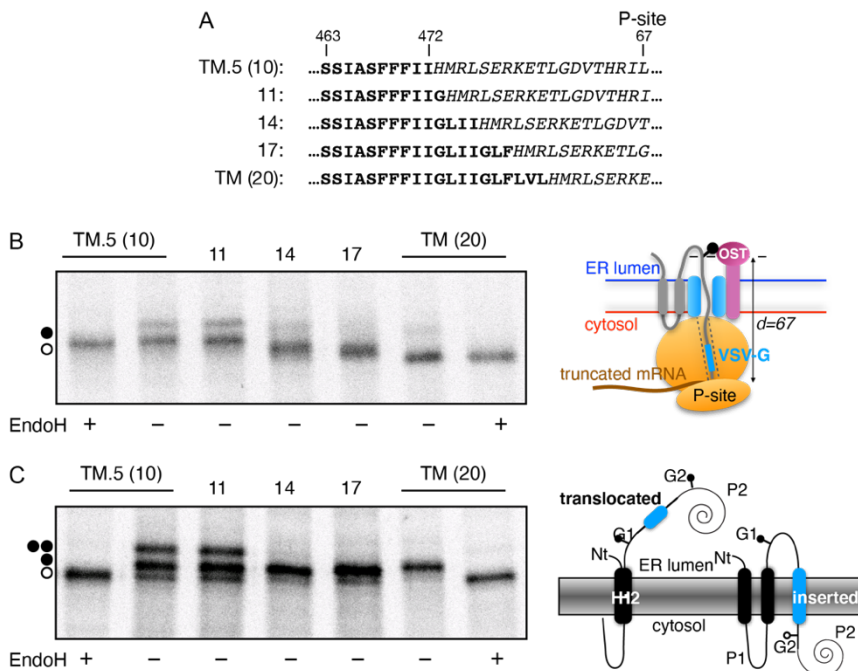 A
P-site
463 472 67
TM.5 (10): ...SSIASFFFIIHMRLSERKETLGDVTHRIL...
11: ...SSIASFFFIIGHMRLSERKETLGDVTHRI...
14: ...SSIASFFFIIGLIIHMRLSERKETLGDVT...
17: ...SSIASFFFIIGLIIGLFHMRLSERKETLG...
TM (20): ...SSIASFFFIIGLIIGLFLVLHMRLSERKE...
B
TM.5 (10) 11 14 17 TM (20)
EndoH + − − − − − +
OST
ER lumen
cytosol
d=67
VSV-G
truncated mRNA
P-site
C
TM.5 (10) 11 14 17 TM (20)
EndoH + − − − − − +
G2
P2
translocated
G1 G1
Nt ER lumen Nt
inserted
cytosol
G2 P2
P1